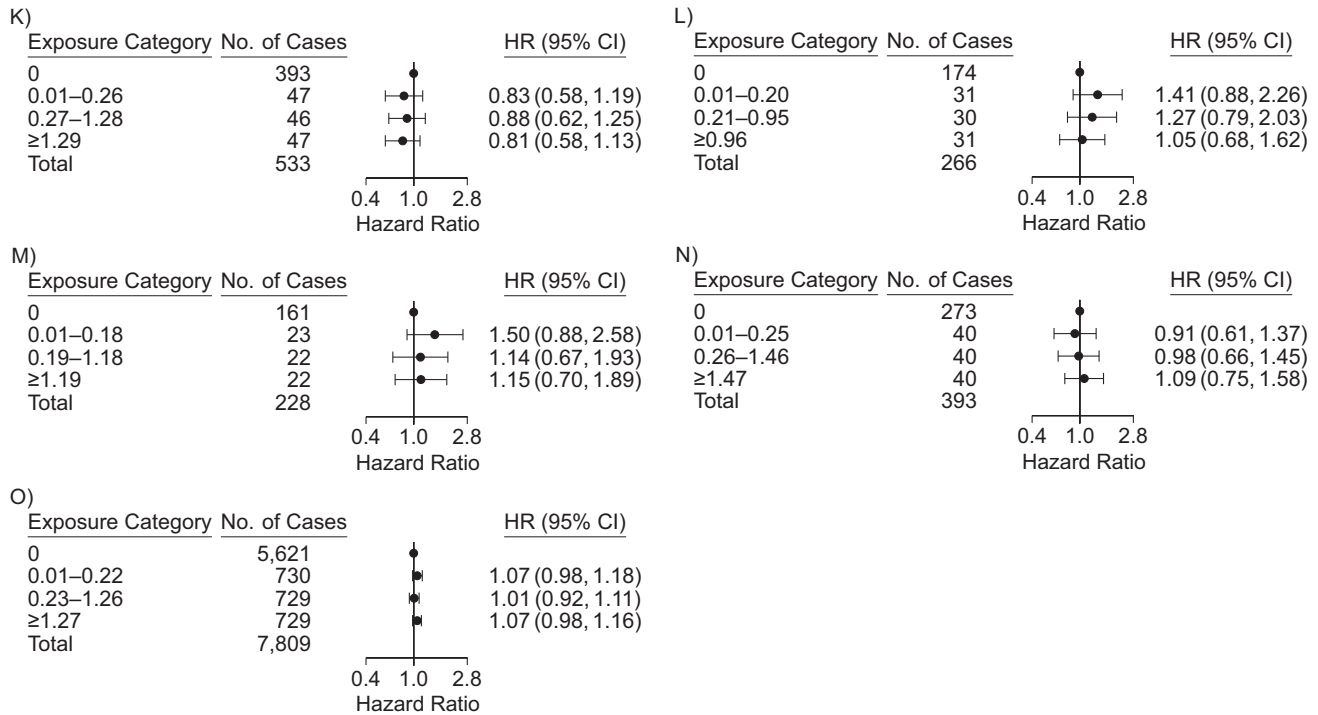 K)
Exposure Category No. of Cases HR (95% CI)
0 393
0.01–0.26 47 0.83 (0.58, 1.19)
0.27–1.28 46 0.88 (0.62, 1.25)
≥1.29 47 0.81 (0.58, 1.13)
Total 533
0.4 1.0 2.8
Hazard Ratio
L)
Exposure Category No. of Cases HR (95% CI)
0 174
0.01–0.20 31 1.41 (0.88, 2.26)
0.21–0.95 30 1.27 (0.79, 2.03)
≥0.96 31 1.05 (0.68, 1.62)
Total 266
0.4 1.0 2.8
Hazard Ratio
M)
Exposure Category No. of Cases HR (95% CI)
0 161
0.01–0.18 23 1.50 (0.88, 2.58)
0.19–1.18 22 1.14 (0.67, 1.93)
≥1.19 22 1.15 (0.70, 1.89)
Total 228
0.4 1.0 2.8
Hazard Ratio
N)
Exposure Category No. of Cases HR (95% CI)
0 273
0.01–0.25 40 0.91 (0.61, 1.37)
0.26–1.46 40 0.98 (0.66, 1.45)
≥1.47 40 1.09 (0.75, 1.58)
Total 393
0.4 1.0 2.8
Hazard Ratio
O)
Exposure Category No. of Cases HR (95% CI)
0 5,621
0.01–0.22 730 1.07 (0.98, 1.18)
0.23–1.26 729 1.01 (0.92, 1.11)
≥1.27 729 1.07 (0.98, 1.16)
Total 7,809
0.4 1.0 2.8
Hazard Ratio